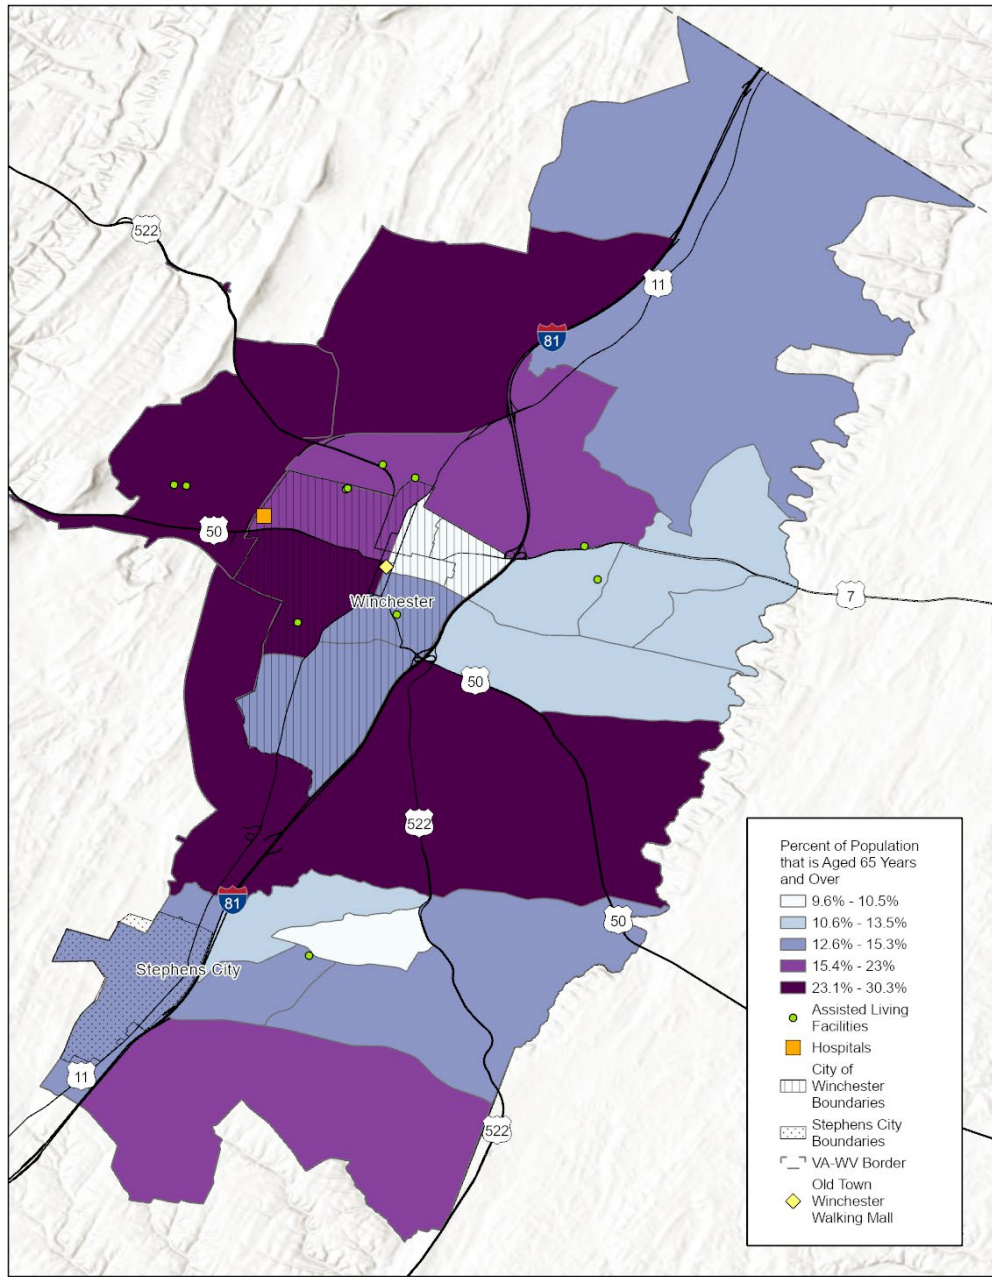 522
11
81
50
7
Winchester
50
522
81
50
Stephens City
11
522
Percent of Population
that is Aged 65 Years
and Over
9.6% - 10.5%
10.6% - 13.5%
12.6% - 15.3%
15.4% - 23%
23.1% - 30.3%
Assisted Living
Facilities
Hospitals
City of
Winchester
Boundaries
Stephens City
Boundaries
VA-WV Border
Old Town
Winchester
Walking Mall